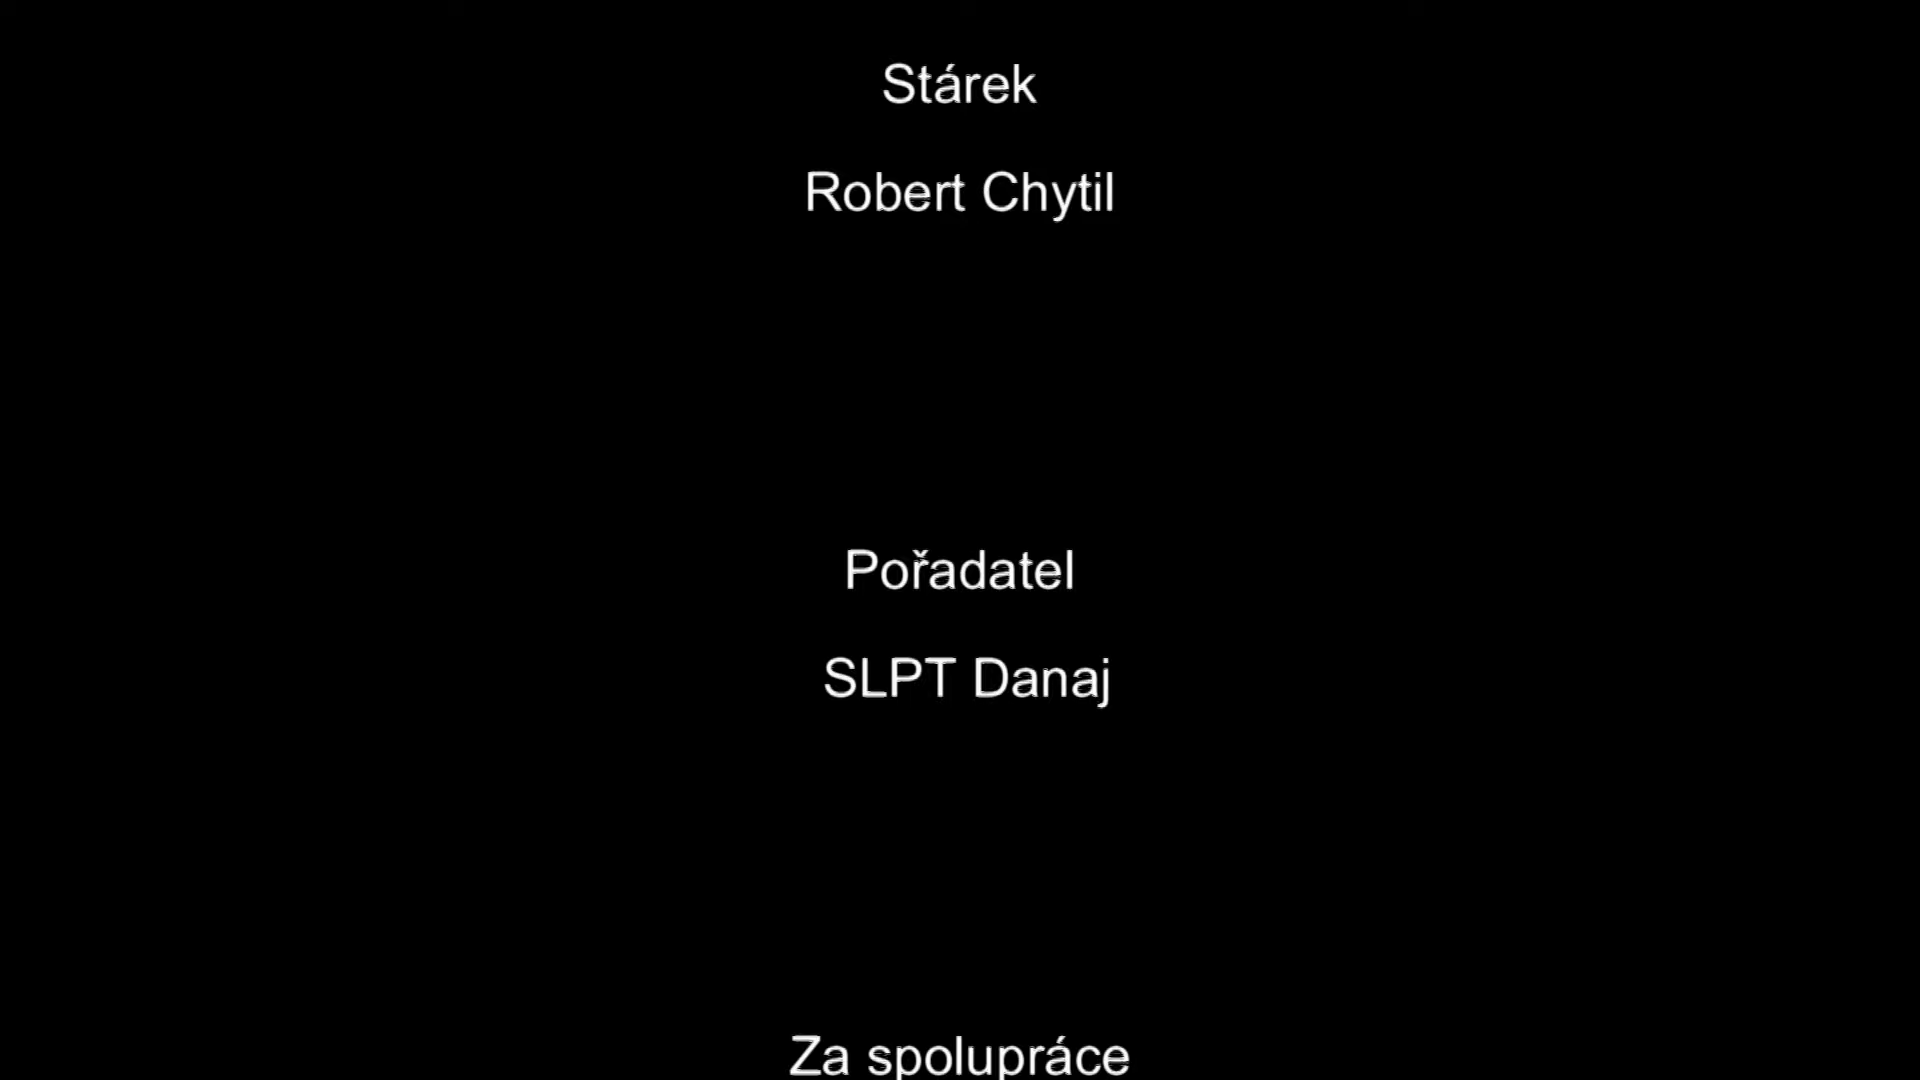 Stárek
Robert Chytil
Pořadatel
SLPT Danaj
Za spolupráce